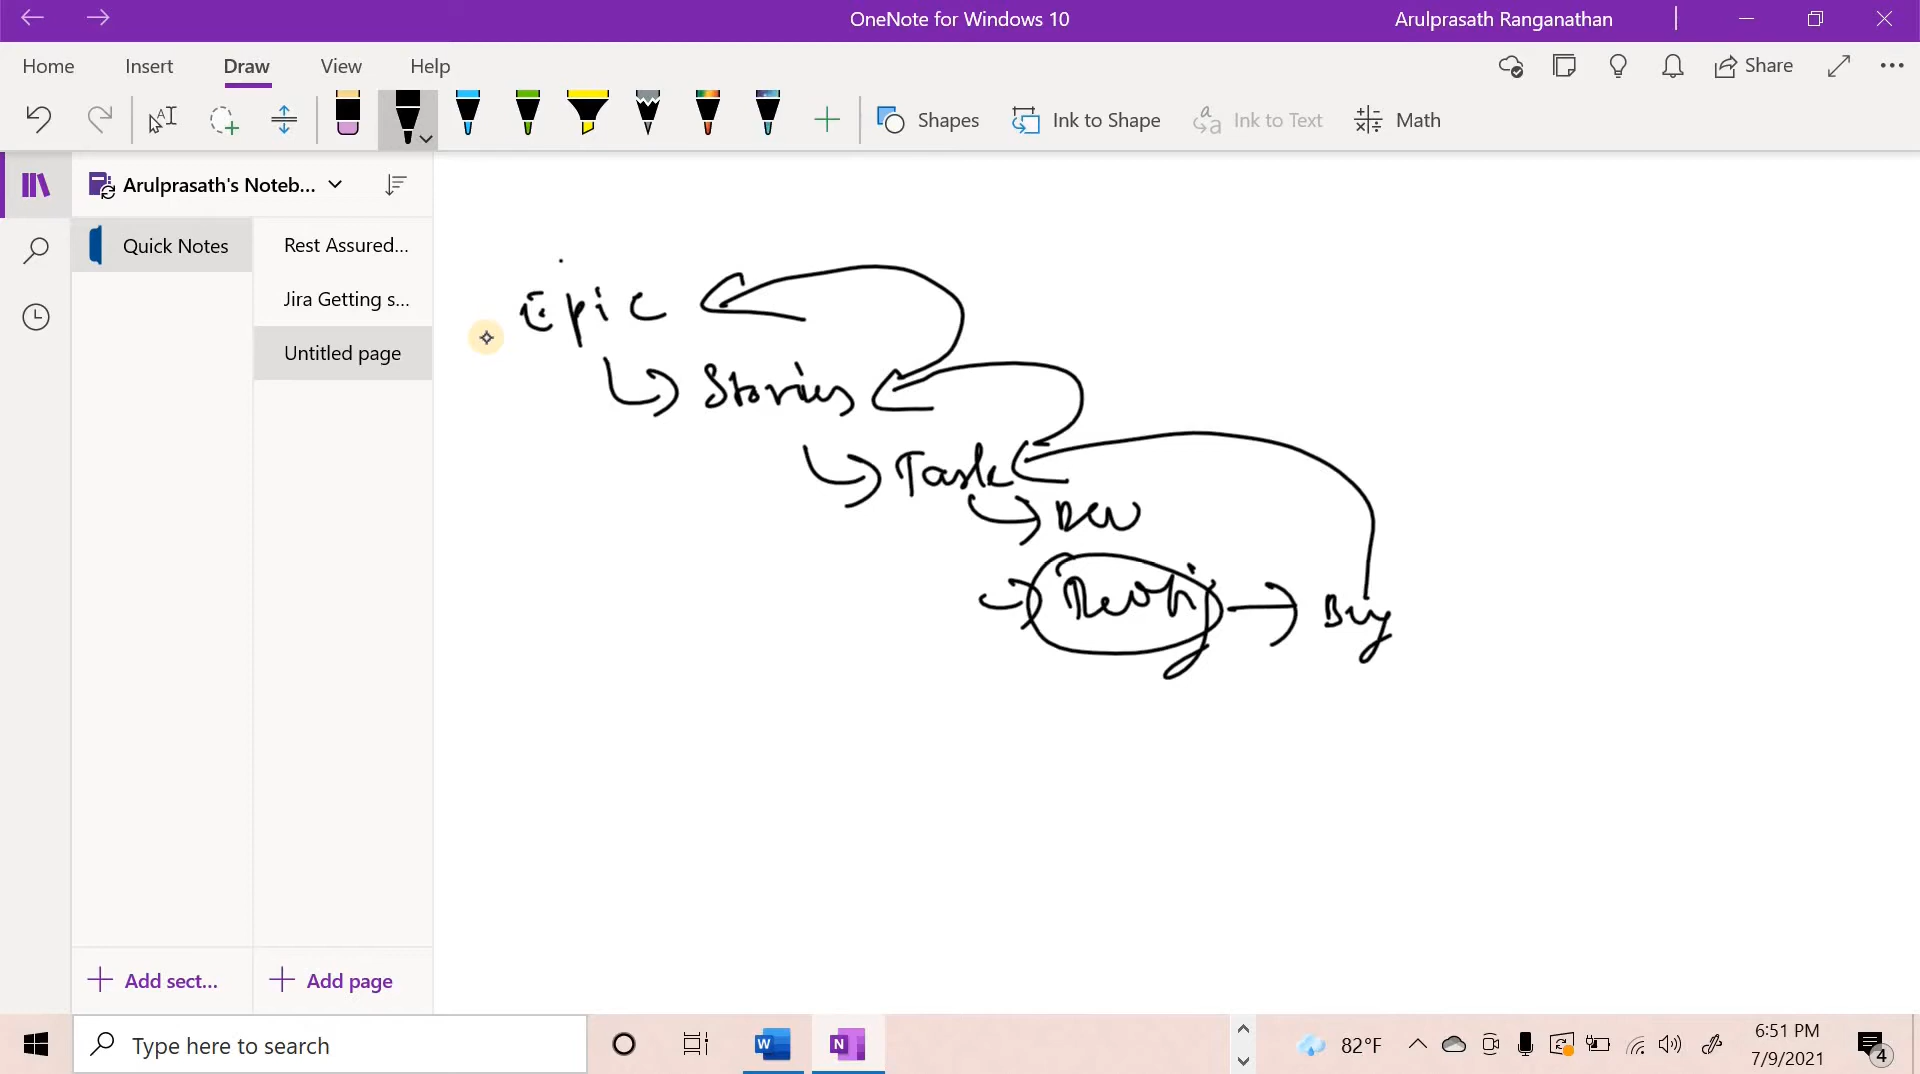 OneNote for Windows 10
Arulprasath Ranganathan
Home Insert Draw View Help
Share
Shapes Ink to Shape Ink to Text Math
Arulprasath's Noteb...
Quick Notes
Rest Assured...
Jira Getting s...
Untitled page
Epic
Stories
Task
Dev
Testing
Bug
Add sect...
Add page
Type here to search
82°F
6:51 PM
7/9/2021
4